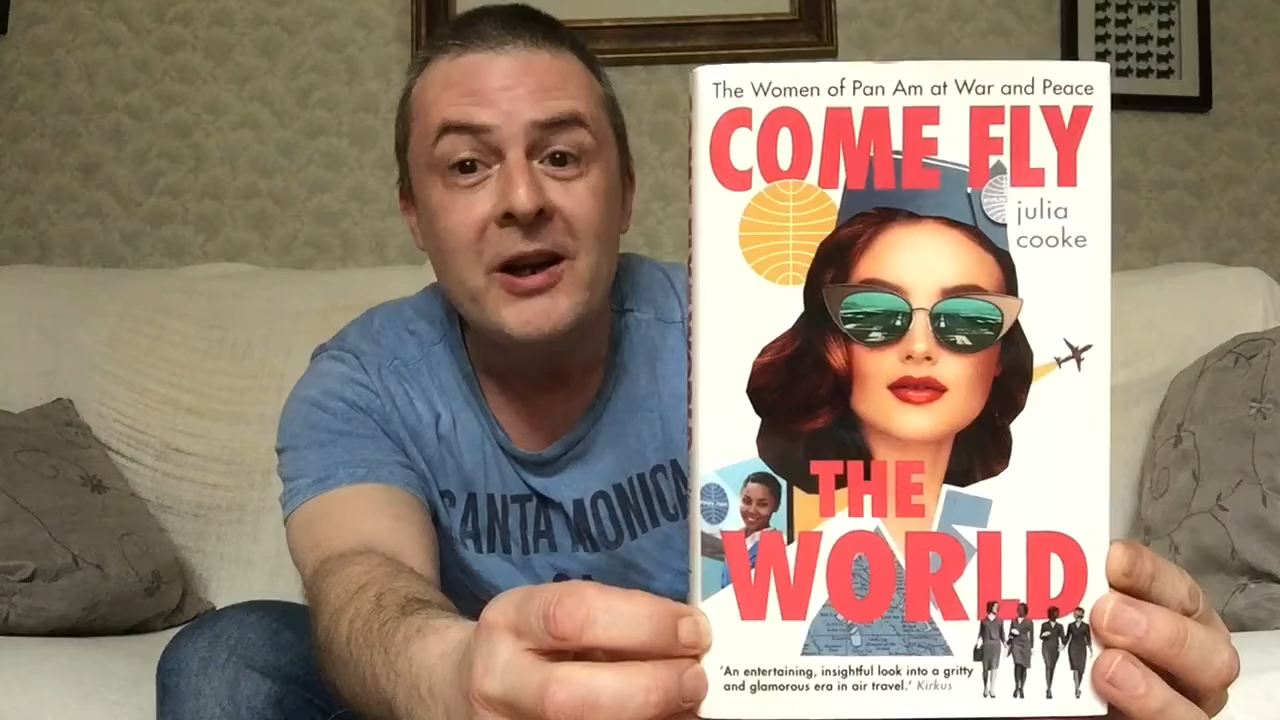 The Women of Pan Am at War and Peace
COME FLY
julia
cooke
THE
WORLD
'An entertaining, insightful look into a gritty
and glamorous era in air travel.' Kirkus
SANTA MONICA